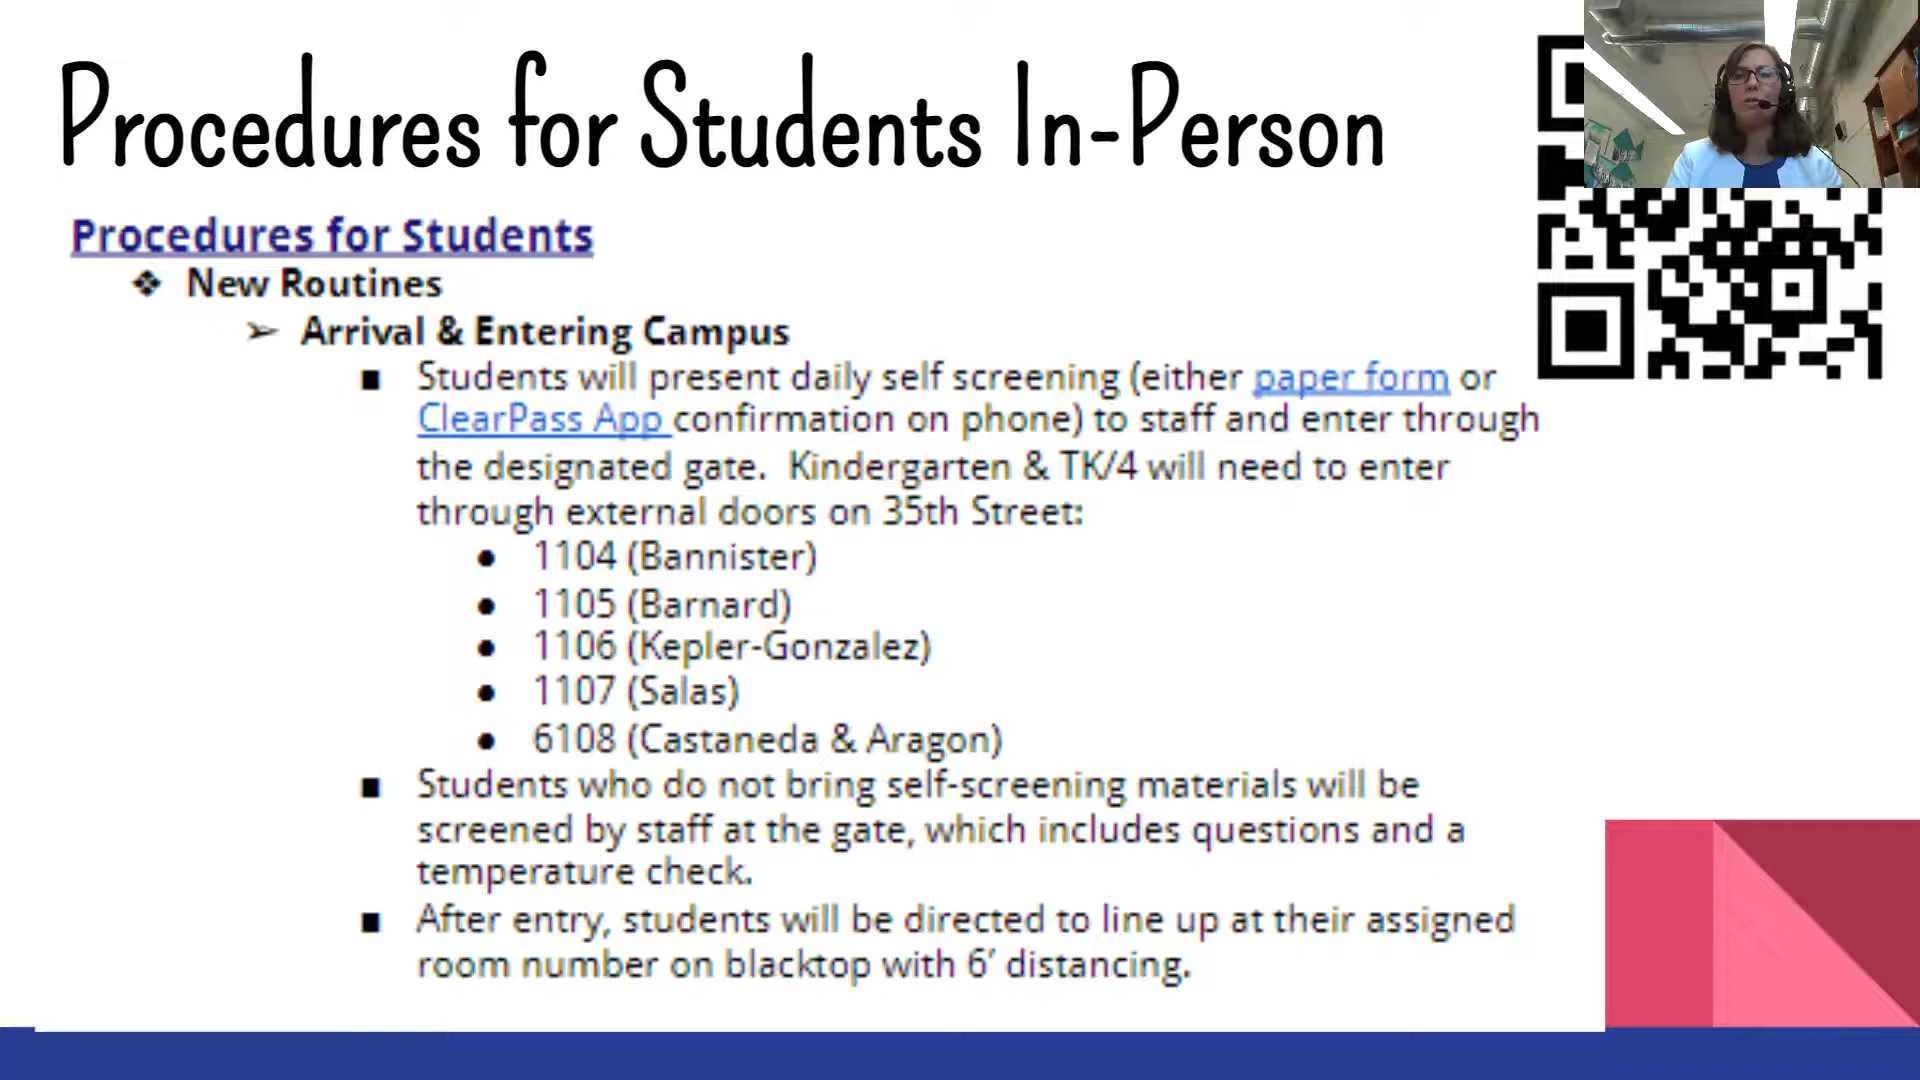 Procedures for Students In-Person
Procedures for Students
❖ New Routines
➢ Arrival & Entering Campus
■ Students will present daily self screening (either paper form or
ClearPass App confirmation on phone) to staff and enter through
the designated gate. Kindergarten & TK/4 will need to enter
through external doors on 35th Street:
● 1104 (Bannister)
● 1105 (Barnard)
● 1106 (Kepler-Gonzalez)
● 1107 (Salas)
● 6108 (Castaneda & Aragon)
■ Students who do not bring self-screening materials will be
screened by staff at the gate, which includes questions and a
temperature check.
■ After entry, students will be directed to line up at their assigned
room number on blacktop with 6’ distancing.